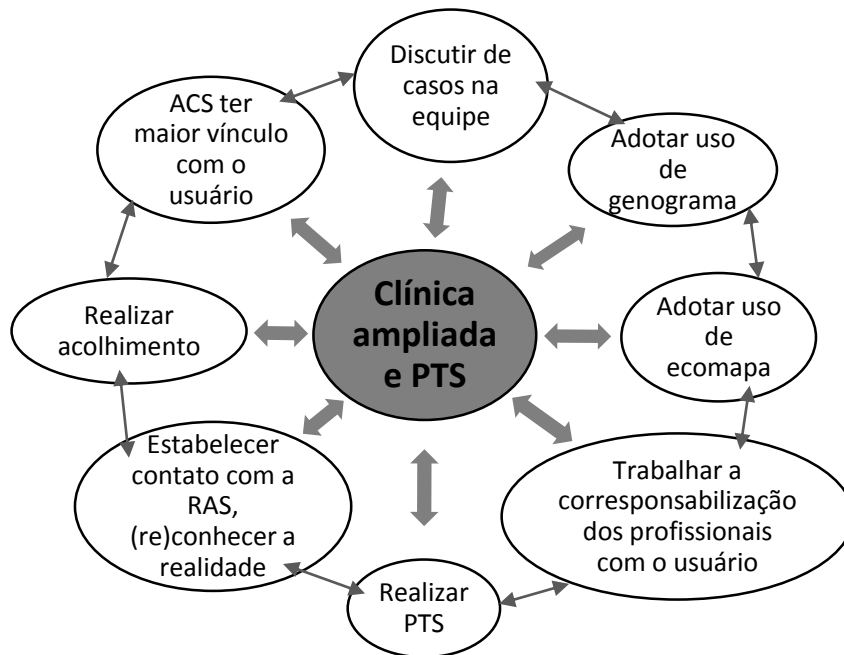 Discutir de
casos na
equipe
ACS ter
maior vínculo
com o
usuário
Adotar uso
de
genograma
Clínica
ampliada
e PTS
Realizar
acolhimento
Adotar uso
de
ecomapa
Estabelecer
contato com a
RAS,
(re)conhecer a
realidade
Trabalhar a
corresponsabilização
dos profissionais
com o usuário
Realizar
PTS